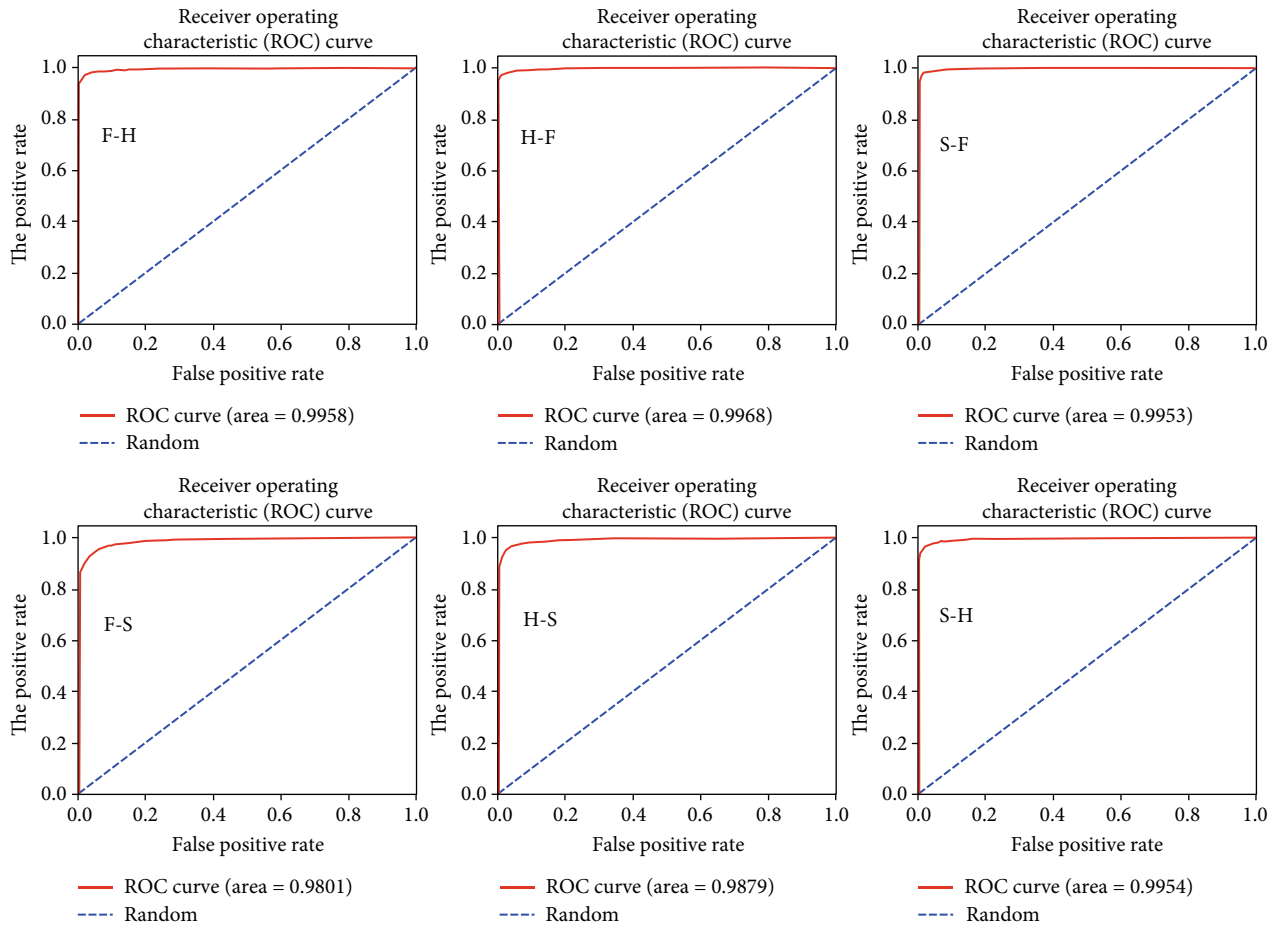 Receiver operating
characteristic (ROC) curve
The positive rate
1.0
0.8
0.6
0.4
0.2
0.0
F-H
0.0 0.2 0.4 0.6 0.8 1.0
False positive rate
ROC curve (area = 0.9958)
Random
Receiver operating
characteristic (ROC) curve
The positive rate
1.0
0.8
0.6
0.4
0.2
0.0
H-F
0.0 0.2 0.4 0.6 0.8 1.0
False positive rate
ROC curve (area = 0.9968)
Random
Receiver operating
characteristic (ROC) curve
The positive rate
1.0
0.8
0.6
0.4
0.2
0.0
S-F
0.0 0.2 0.4 0.6 0.8 1.0
False positive rate
ROC curve (area = 0.9953)
Random
Receiver operating
characteristic (ROC) curve
The positive rate
1.0
0.8
0.6
0.4
0.2
0.0
F-S
0.0 0.2 0.4 0.6 0.8 1.0
False positive rate
ROC curve (area = 0.9801)
Random
Receiver operating
characteristic (ROC) curve
The positive rate
1.0
0.8
0.6
0.4
0.2
0.0
H-S
0.0 0.2 0.4 0.6 0.8 1.0
False positive rate
ROC curve (area = 0.9879)
Random
Receiver operating
characteristic (ROC) curve
The positive rate
1.0
0.8
0.6
0.4
0.2
0.0
S-H
0.0 0.2 0.4 0.6 0.8 1.0
False positive rate
ROC curve (area = 0.9954)
Random